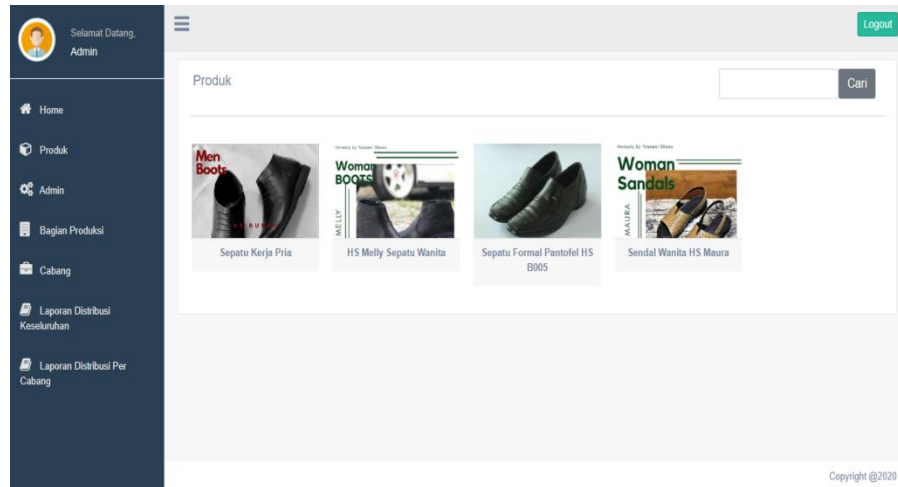 Selamat Datang,
Admin
Logout
Home
Produk
Admin
Bagian Produksi
Cabang
Laporan Distribusi
Keseluruhan
Laporan Distribusi Per
Cabang
Produk
Cari
Men
Boots
Sepatu Kerja Pria
Woman
BOOTS
MELLY
HS Melly Sepatu Wanita
Sepatu Formal Pantofel HS
B005
Woman
Sandals
MAURA
Sendal Wanita HS Maura
Copyright @2020